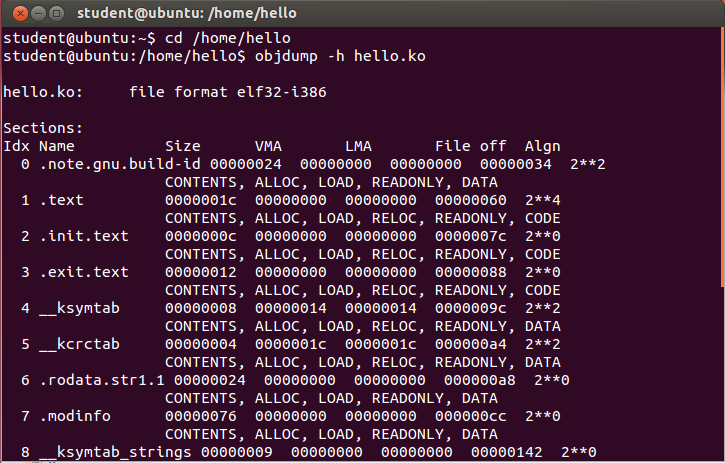 student@ubuntu: /home/hello
student@ubuntu:~$ cd /home/hello
student@ubuntu:/home/hello$ objdump -h hello.ko
hello.ko:     file format elf32-i386
Sections:
Idx Name          Size      VMA       LMA       File off  Algn
  0 .note.gnu.build-id 00000024  00000000  00000000  00000034  2**2
                  CONTENTS, ALLOC, LOAD, READONLY, DATA
  1 .text         0000001c  00000000  00000000  00000060  2**4
                  CONTENTS, ALLOC, LOAD, RELOC, READONLY, CODE
  2 .init.text    0000000c  00000000  00000000  0000007c  2**0
                  CONTENTS, ALLOC, LOAD, RELOC, READONLY, CODE
  3 .exit.text    00000012  00000000  00000000  00000088  2**0
                  CONTENTS, ALLOC, LOAD, RELOC, READONLY, CODE
  4 __ksymtab     00000008  00000014  00000014  0000009c  2**2
                  CONTENTS, ALLOC, LOAD, RELOC, READONLY, DATA
  5 __kcrctab     00000004  0000001c  0000001c  000000a4  2**2
                  CONTENTS, ALLOC, LOAD, RELOC, READONLY, DATA
  6 .rodata.str1.1 00000024  00000000  00000000  000000a8  2**0
                  CONTENTS, ALLOC, LOAD, READONLY, DATA
  7 .modinfo      00000076  00000000  00000000  000000cc  2**0
                  CONTENTS, ALLOC, LOAD, READONLY, DATA
  8 __ksymtab_strings 00000009  00000000  00000000  00000142  2**0